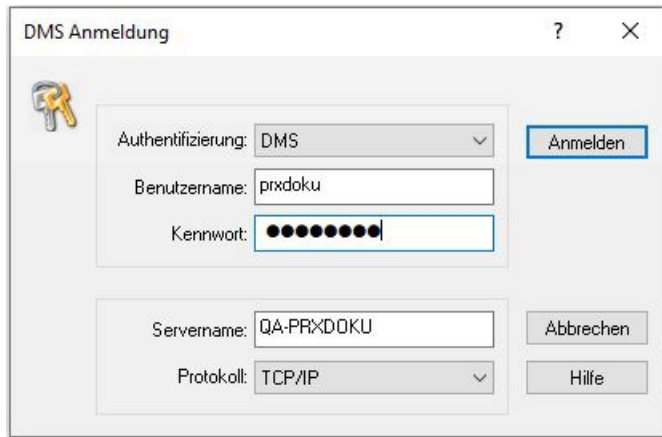 DMS Anmeldung
Authentifizierung: DMS
Anmelden
Benutzername: prxdoku
Kennwort: ●●●●●●●●
Servername: QA-PRXDOKU
Abbrechen
Protokoll: TCP/IP
Hilfe